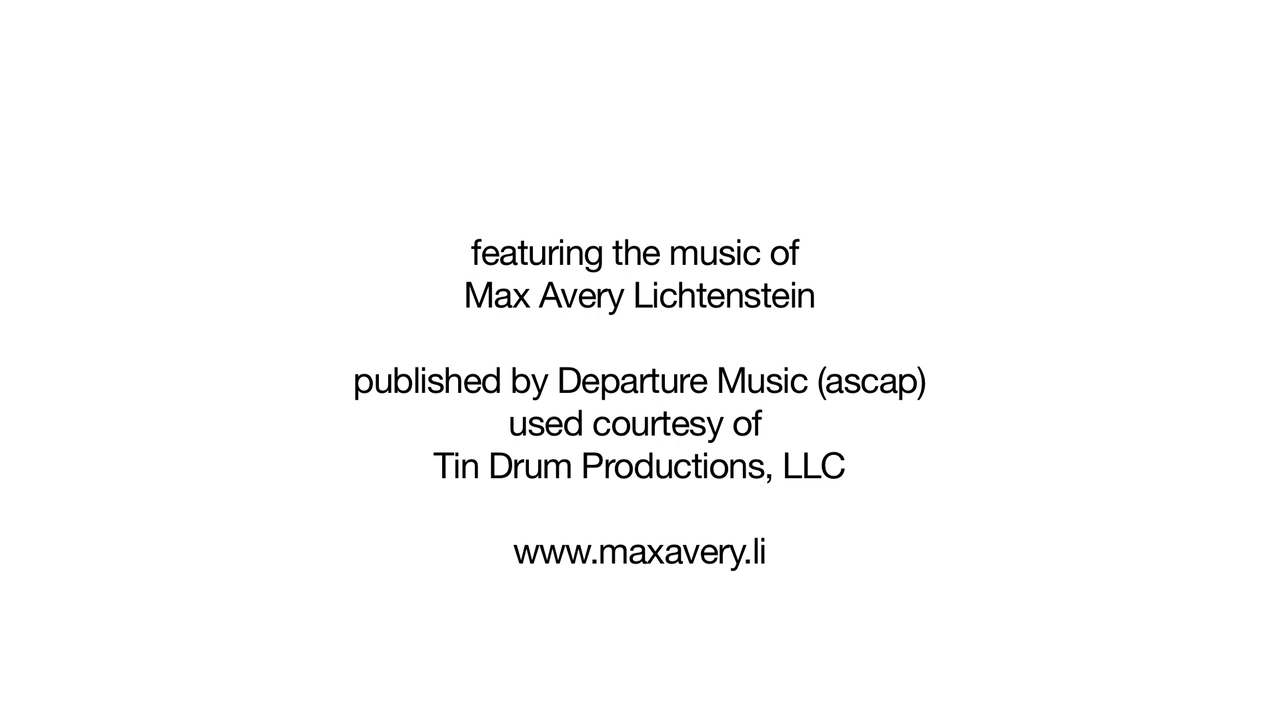 featuring the music of
Max Avery Lichtenstein
published by Departure Music (ascap)
used courtesy of
Tin Drum Productions, LLC
www.maxavery.li